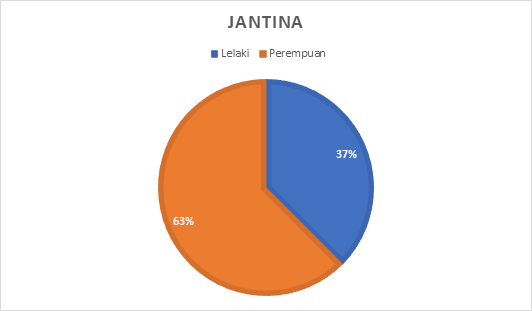 JANTINA
Lelaki Perempuan
37%
63%